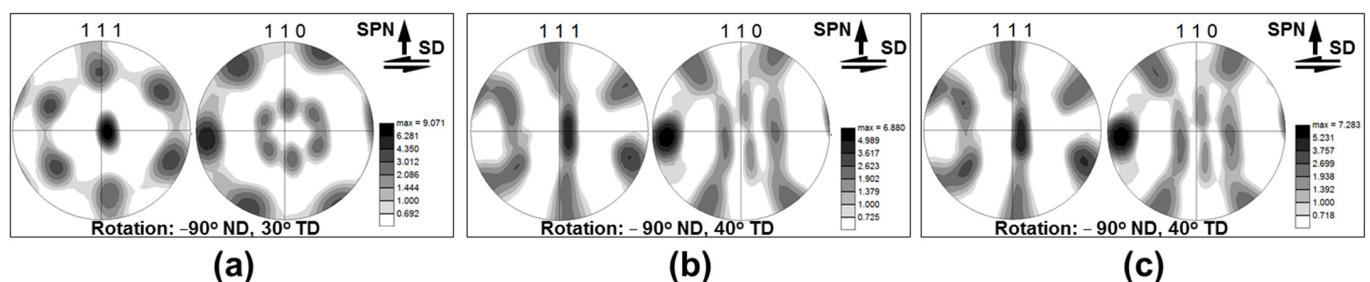 1 1 1
1 1 0
SPN
SD
max = 9.071
6.281
4.350
3.012
2.086
1.444
1.000
0.692
Rotation: –90º ND, 30º TD
(a)
1 1 1
1 1 0
SPN
SD
max = 6.880
4.989
3.617
2.623
1.902
1.379
1.000
0.725
Rotation: – 90º ND, 40º TD
(b)
1 1 1
1 1 0
SPN
SD
max = 7.283
5.231
3.757
2.699
1.938
1.392
1.000
0.718
Rotation: – 90º ND, 40º TD
(c)